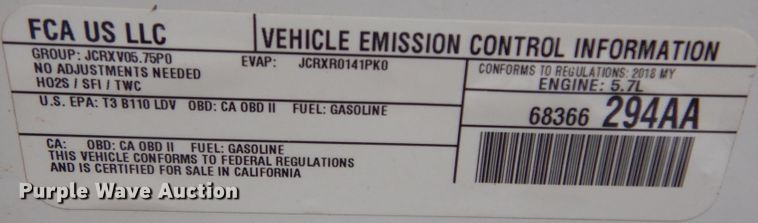 FCA US LLC
VEHICLE EMISSION CONTROL INFORMATION
GROUP: JCRXV05.75P0
EVAP: JCRXR0141PK0
NO ADJUSTMENTS NEEDED
HO2S / SFI / TWC
CONFORMS TO REGULATIONS: 2018 MY
ENGINE: 5.7L
U.S. EPA: T3 B110 LDV OBD: CA OBD II FUEL: GASOLINE
68366 294AA
CA: OBD: CA OBD II FUEL: GASOLINE
THIS VEHICLE CONFORMS TO FEDERAL REGULATIONS
AND IS CERTIFIED FOR SALE IN CALIFORNIA
Purple Wave Auction